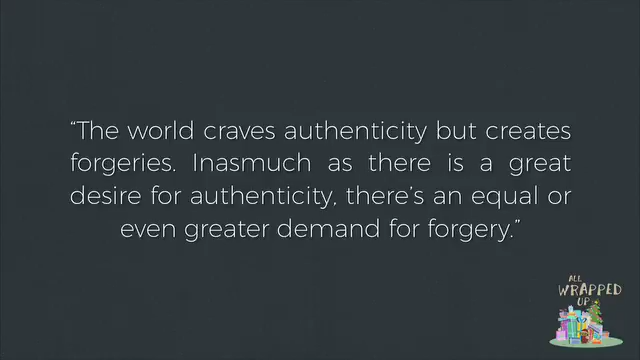 “The world craves authenticity but creates
forgeries. Inasmuch as there is a great
desire for authenticity, there’s an equal or
even greater demand for forgery.”
ALL
WRAPPED
UP